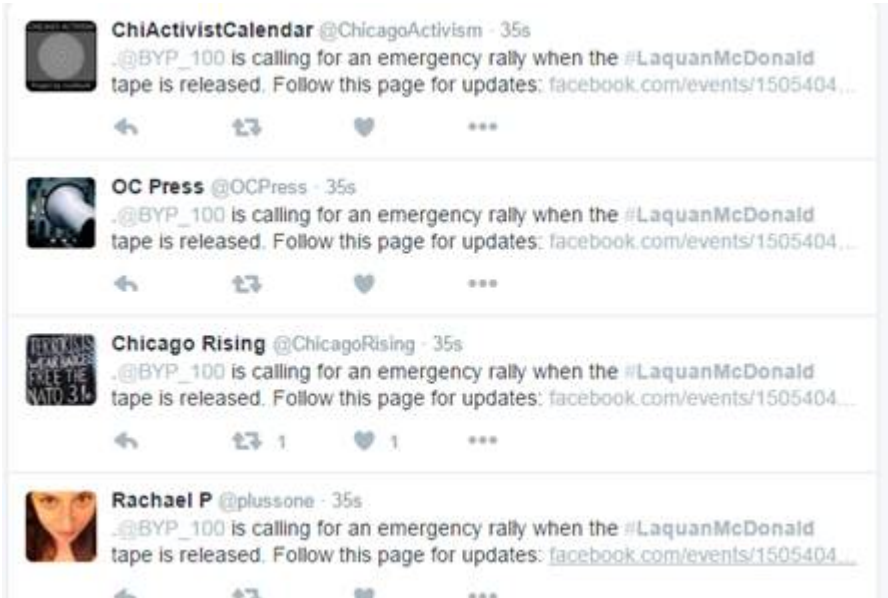 ChiActivistCalendar @ChicagoActivism · 35s
.@BYP_100 is calling for an emergency rally when the #LaquanMcDonald
tape is released. Follow this page for updates: facebook.com/events/1505404...
OC Press @OCPress · 35s
.@BYP_100 is calling for an emergency rally when the #LaquanMcDonald
tape is released. Follow this page for updates: facebook.com/events/1505404...
Chicago Rising @ChicagoRising · 35s
FREE THE
NATO 3
.@BYP_100 is calling for an emergency rally when the #LaquanMcDonald
tape is released. Follow this page for updates: facebook.com/events/1505404...
1 1
Rachael P @plussone · 35s
.@BYP_100 is calling for an emergency rally when the #LaquanMcDonald
tape is released. Follow this page for updates: facebook.com/events/1505404...